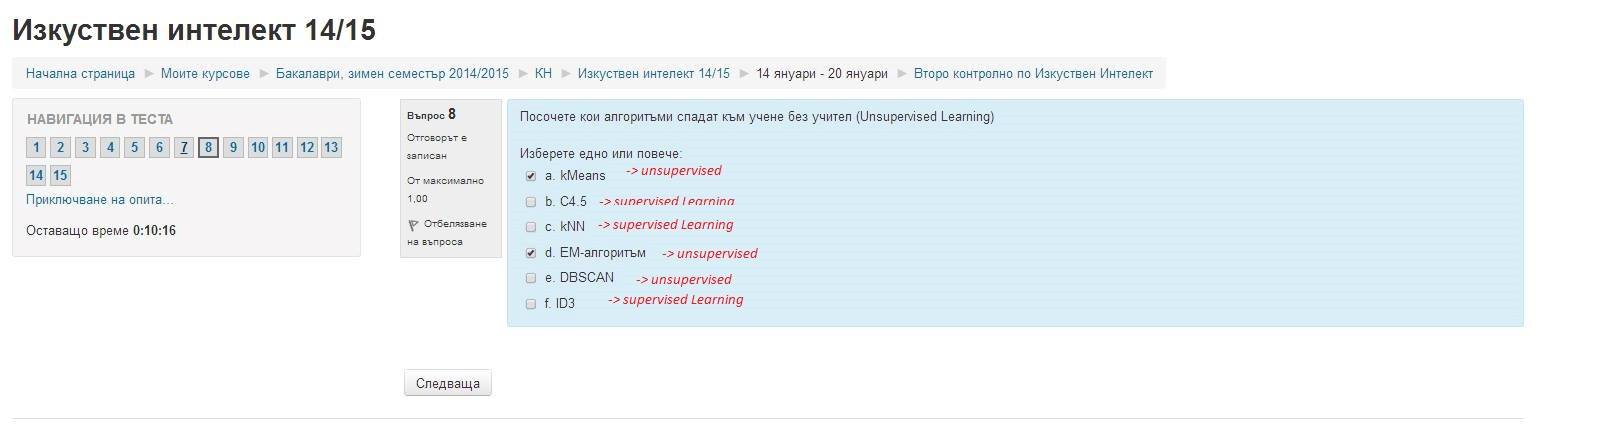 Изкуствен интелект 14/15
Начална страница ► Моите курсове ► Бакалаври, зимен семестър 2014/2015 ► КН ► Изкуствен интелект 14/15 ► 14 януари - 20 януари ► Второ контролно по Изкуствен Интелект
НАВИГАЦИЯ В ТЕСТА
1 2 3 4 5 6 7 8 9 10 11 12 13
14 15
Приключване на опита...
Оставащо време 0:10:16
Въпрос 8
Отговорът е
записан
От максимално
1,00
Отбелязване
на въпроса
Посочете кои алгоритъми спадат към учене без учител (Unsupervised Learning)
Изберете едно или повече:
a. kMeans -> unsupervised
b. C4.5 -> supervised Learning
c. kNN -> supervised Learning
d. EM-алгоритъм -> unsupervised
e. DBSCAN -> unsupervised
f. ID3 -> supervised Learning
Следваща